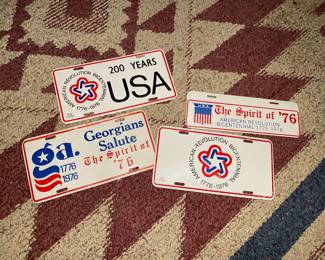 AMERICAN REVOLUTION BICENTENNIAL
1776-1976
200 YEARS
USA
U.S.A.
The Spirit of '76
AMERICAN REVOLUTION
BICENTENNIAL 1776-1976
Ga.
1776
1976
Georgians
Salute
The Spirit of
'76
AMERICAN REVOLUTION BICENTENNIAL
1776-1976